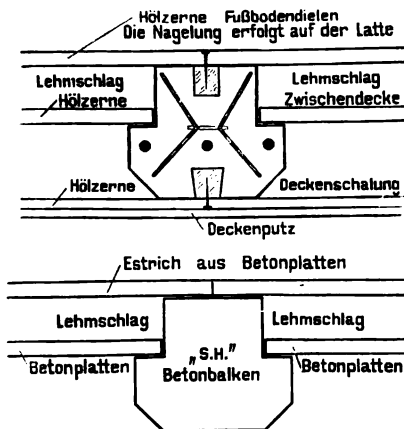 Hölzerne Fußbodendielen
Die Nagelung erfolgt auf der Latte
Lehmschlag Lehmschlag
Hölzerne Zwischendecke
Hölzerne Deckenschalung
Deckenputz
Estrich aus Betonplatten
Lehmschlag Lehmschlag
„S.H."
Betonplatten Betonbalken Betonplatten